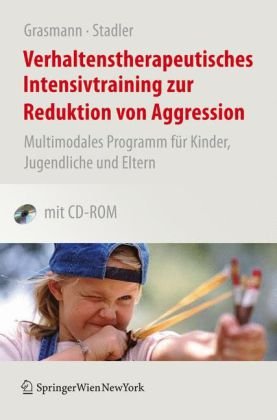 Grasmann · Stadler
Verhaltenstherapeutisches
Intensivtraining zur
Reduktion von Aggression
Multimodales Programm für Kinder,
Jugendliche und Eltern
mit CD-ROM
SpringerWienNewYork